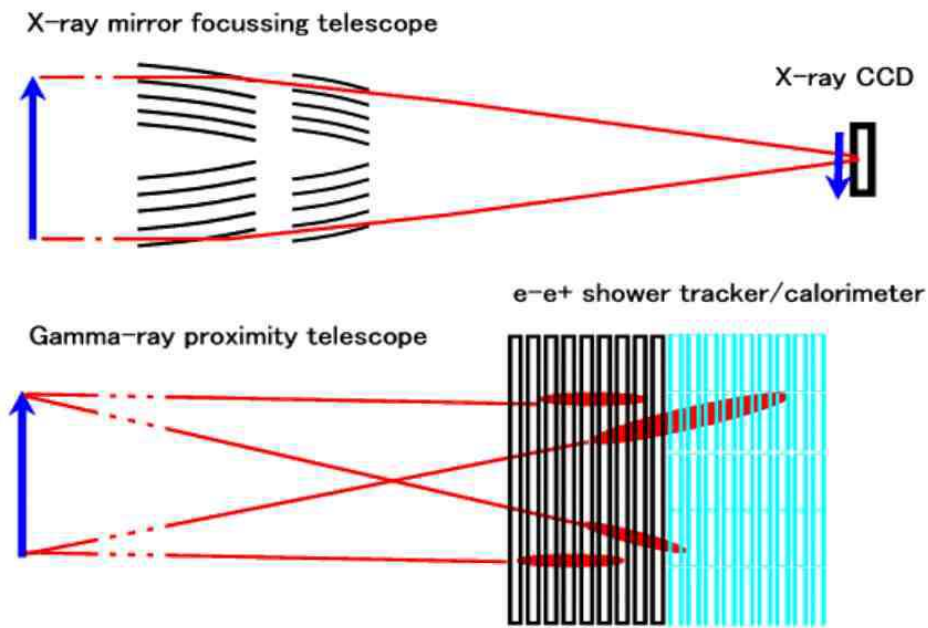 X-ray mirror focussing telescope
X-ray CCD
e-e+ shower tracker/calorimeter
Gamma-ray proximity telescope